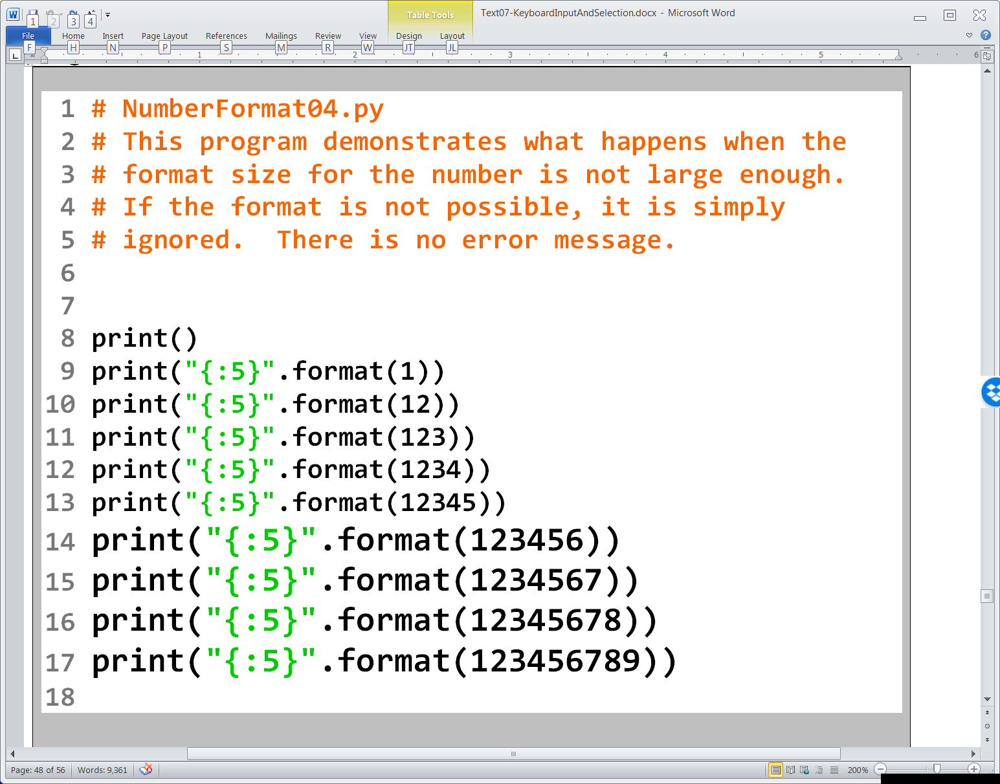 Table Tools
Text07-KeyboardInputAndSelection.docx - Microsoft Word
1 2 3 4
File Home Insert Page Layout References Mailings Review View Design Layout
F H N P S M R W JT JL
1 2 3 4 5 6
1 # NumberFormat04.py
2 # This program demonstrates what happens when the
3 # format size for the number is not large enough.
4 # If the format is not possible, it is simply
5 # ignored.  There is no error message.
6
7
8 print()
9 print("{:5}".format(1))
10 print("{:5}".format(12))
11 print("{:5}".format(123))
12 print("{:5}".format(1234))
13 print("{:5}".format(12345))
14 print("{:5}".format(123456))
15 print("{:5}".format(1234567))
16 print("{:5}".format(12345678))
17 print("{:5}".format(123456789))
18
Page: 48 of 56 Words: 9,361 200%